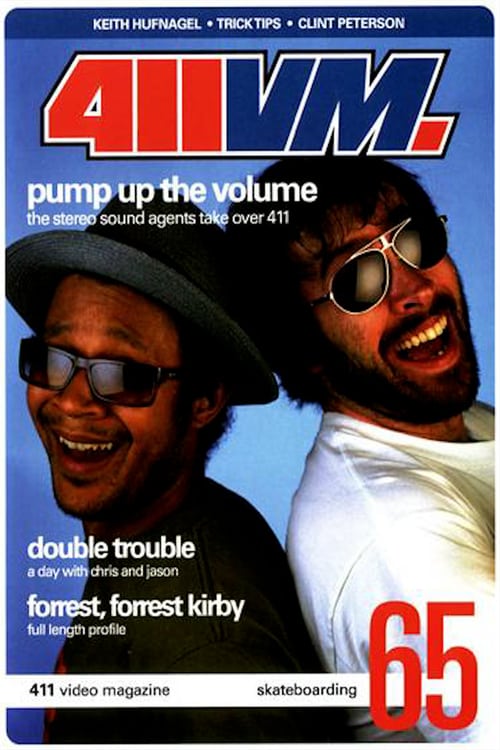 KEITH HUFNAGEL • TRICK TIPS • CLINT PETERSON
411VM.
pump up the volume
the stereo sound agents take over 411
double trouble
a day with chris and jason
forrest, forrest kirby
full length profile
65
411 video magazine skateboarding